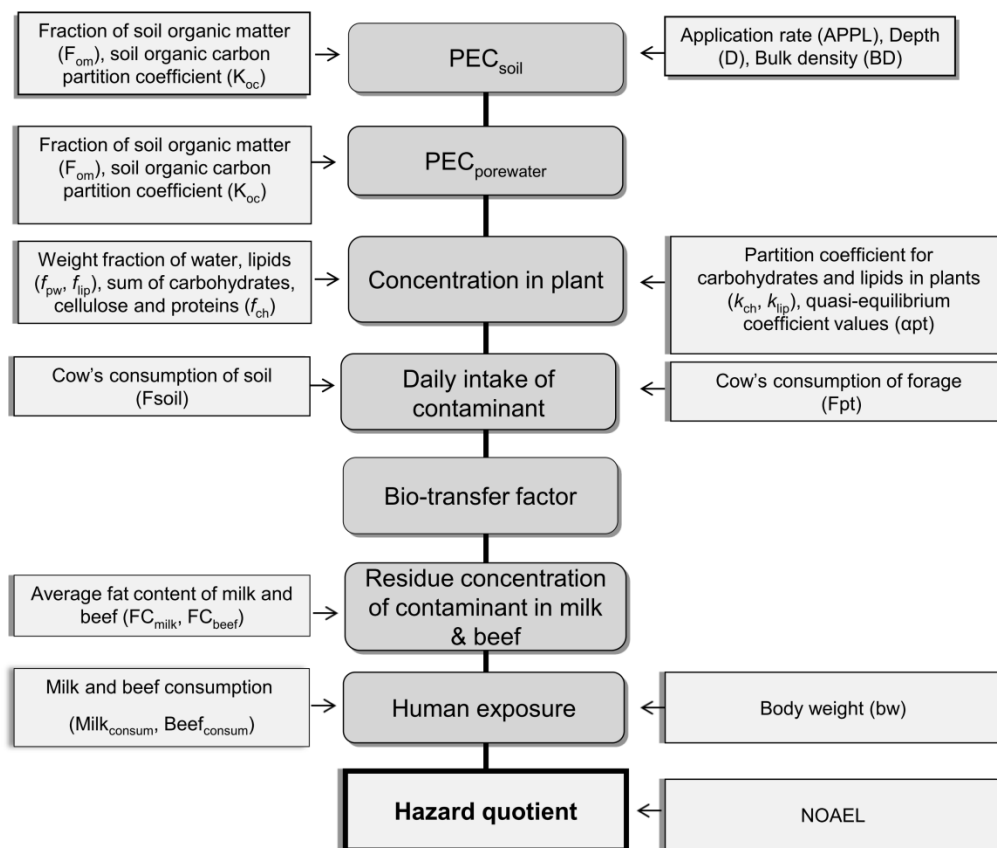 Fraction of soil organic matter
(Fom), soil organic carbon
partition coefficient (Koc)
PECsoil
Application rate (APPL), Depth
(D), Bulk density (BD)
Fraction of soil organic matter
(Fom), soil organic carbon
partition coefficient (Koc)
PECporewater
Weight fraction of water, lipids
(fpw, flip), sum of carbohydrates,
cellulose and proteins (fch)
Concentration in plant
Partition coefficient for
carbohydrates and lipids in plants
(kch, klip), quasi-equilibrium
coefficient values (αpt)
Cow's consumption of soil
(Fsoil)
Daily intake of
contaminant
Cow's consumption of forage
(Fpt)
Bio-transfer factor
Average fat content of milk and
beef (FCmilk, FCbeef)
Residue concentration
of contaminant in milk
& beef
Milk and beef consumption
(Milkconsum, Beefconsum)
Human exposure
Body weight (bw)
Hazard quotient
NOAEL